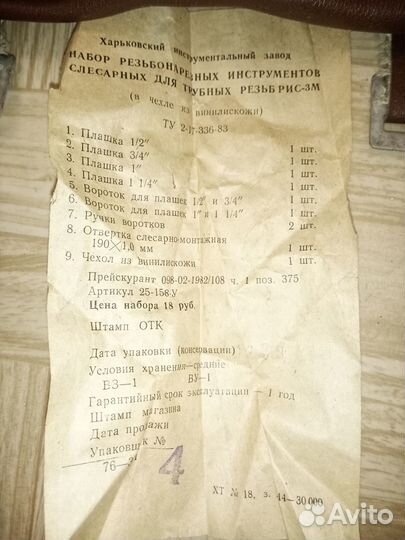 Харьковский инструментальный завод
НАБОР РЕЗЬБОНАРЕЗНЫХ ИНСТРУМЕНТОВ
СЛЕСАРНЫХ ДЛЯ ТРУБНЫХ РЕЗЬБ РИС-3М
(в чехле из винилискожи)
ТУ 2-17-336-83
1. Плашка 1/2" 1 шт.
2. Плашка 3/4" 1 шт.
3. Плашка 1" 1 шт.
4. Плашка 1 1/4" 1 шт.
5. Вороток для плашек 1/2" и 3/4" 1 шт.
6. Вороток для плашек 1" и 1 1/4" 1 шт.
7. Ручки воротков 2 шт.
8. Отвертка слесарно-монтажная
190×1,0 мм 1 шт.
9. Чехол из винилискожи 1 шт.
Прейскурант 098-02-1982/108 ч. 1 поз. 375
Артикул 25-158-У
Цена набора 18 руб.
Штамп ОТК
Дата упаковки (консервации)
Условия хранения—средние
ВЗ—1 ВУ—1
Гарантийный срок эксплуатации — 1 год
Штамп магазина
Дата продажи
Упаковщик №
4
ХТ № 18, з. 44—30 000
Avito